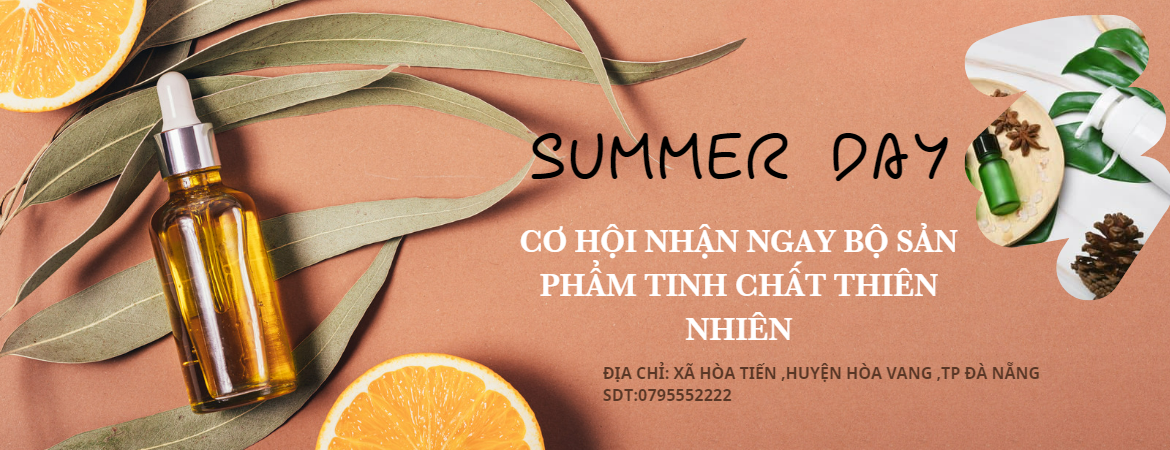 SUMMER DAY
CƠ HỘI NHẬN NGAY BỘ SẢN
PHẨM TINH CHẤT THIÊN
NHIÊN
ĐỊA CHỈ: XÃ HÒA TIẾN ,HUYỆN HÒA VANG ,TP ĐÀ NẴNG
SDT:0795552222